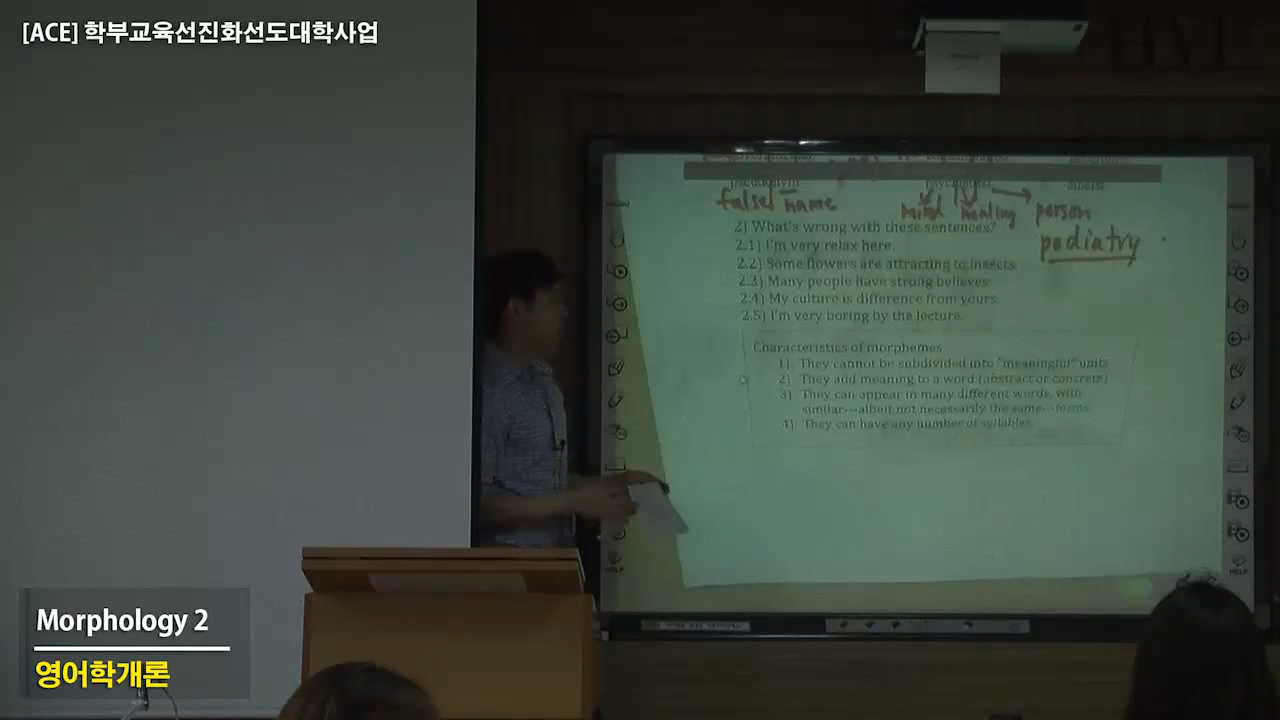 [ACE] 학부교육선진화선도대학사업
false name
mind healing person
pediatry
2) What's wrong with these sentences?
2.1) I'm very relax here.
2.2) Some flowers are attracting to insects.
2.3) Many people have strong believes.
2.4) My culture is difference from yours.
2.5) I'm very boring by the lecture.
Characteristics of morphemes
1) They cannot be subdivided into "meaningful" units
2) They add meaning to a word (abstract or concrete)
3) They can appear in many different words, with
similar---albeit not necessarily the same---forms.
4) They can have any number of syllables.
HELP
HELP
Morphology 2
영어학개론